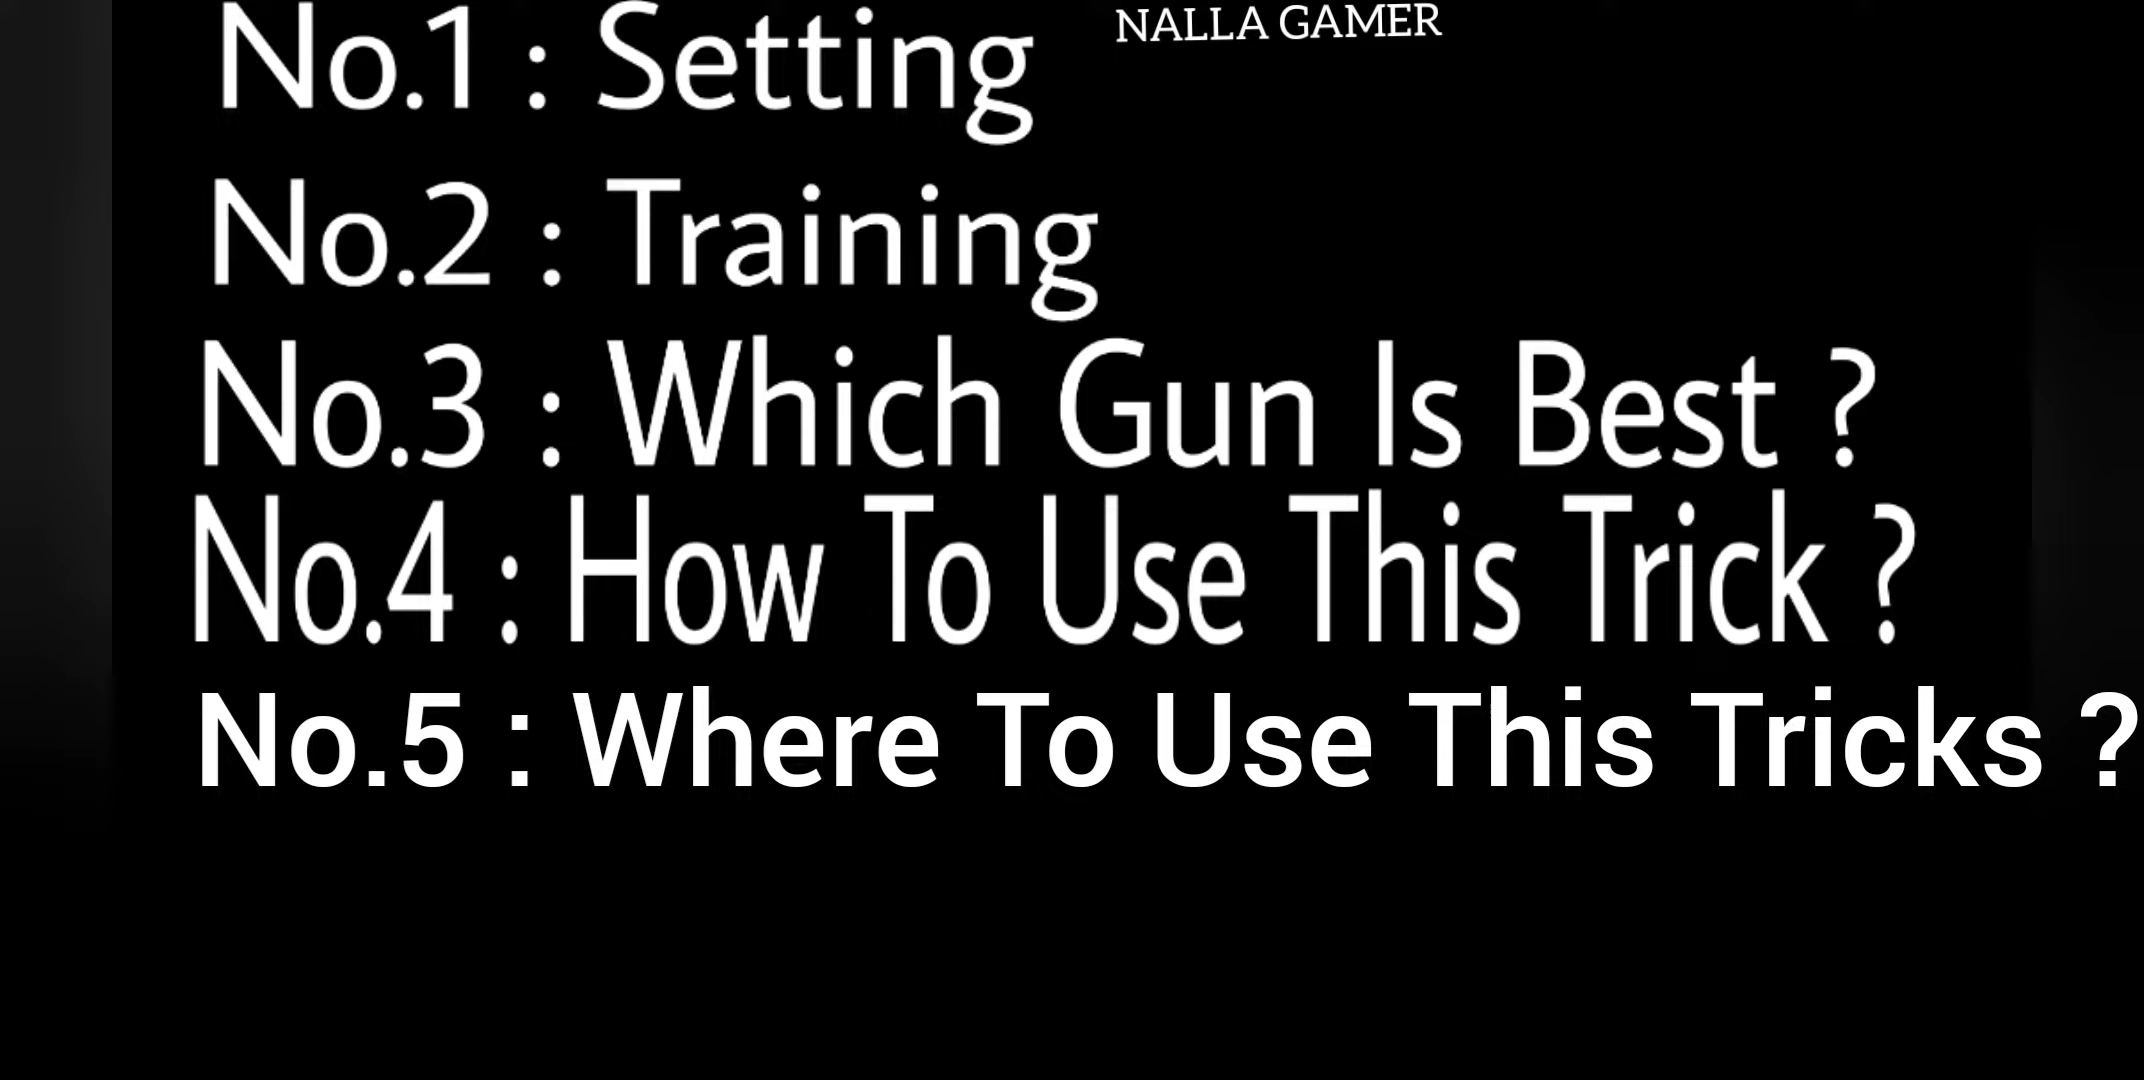 No.1 : Setting NALLA GAMER
No.2 : Training
No.3 : Which Gun Is Best ?
No.4 : How To Use This Trick ?
No.5 : Where To Use This Tricks ?